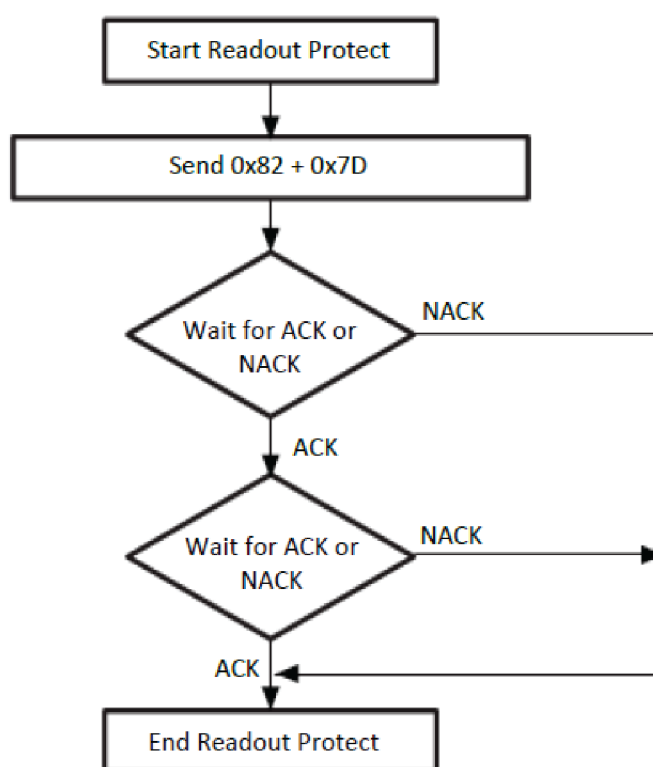 Start Readout Protect
Send 0x82 + 0x7D
NACK
Wait for ACK or
NACK
ACK
NACK
Wait for ACK or
NACK
ACK
End Readout Protect